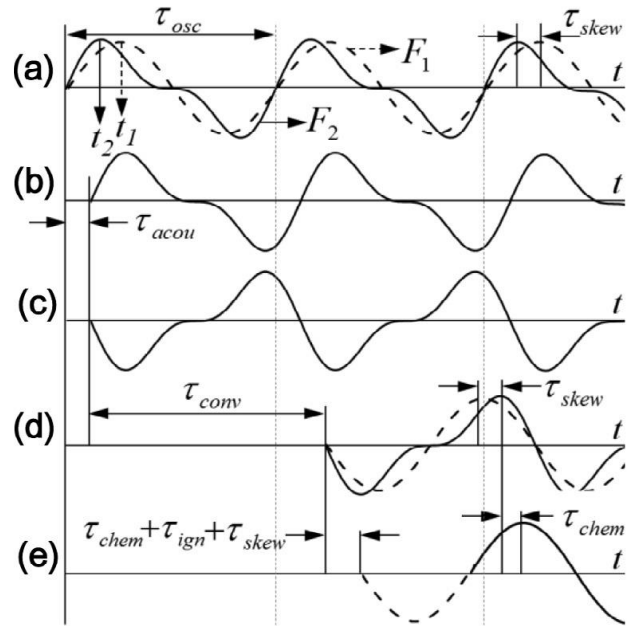 τosc
τskew
(a)
F1
t
t2
t1
F2
(b)
t
τacou
(c)
t
τconv
τskew
(d)
t
τchem+τign+τskew
τchem
(e)
t